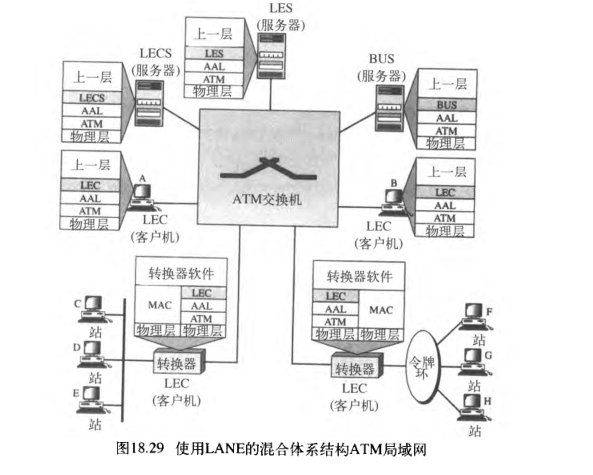 LES
(服务器)
上一层
LES
AAL
ATM
物理层
LECS
(服务器)
上一层
LECS
AAL
ATM
物理层
BUS
(服务器)
上一层
BUS
AAL
ATM
物理层
ATM交换机
上一层
LEC
AAL
ATM
物理层
A
LEC
(客户机)
B
LEC
(客户机)
上一层
LEC
AAL
ATM
物理层
转换器软件
MAC
LEC
AAL
ATM
物理层 物理层
转换器
LEC
(客户机)
C
站
D
站
E
站
转换器软件
LEC
AAL
ATM
MAC
物理层 物理层
转换器
LEC
(客户机)
令牌
环
F
站
G
站
H
站
图18.29 使用LANE的混合体系结构ATM局域网